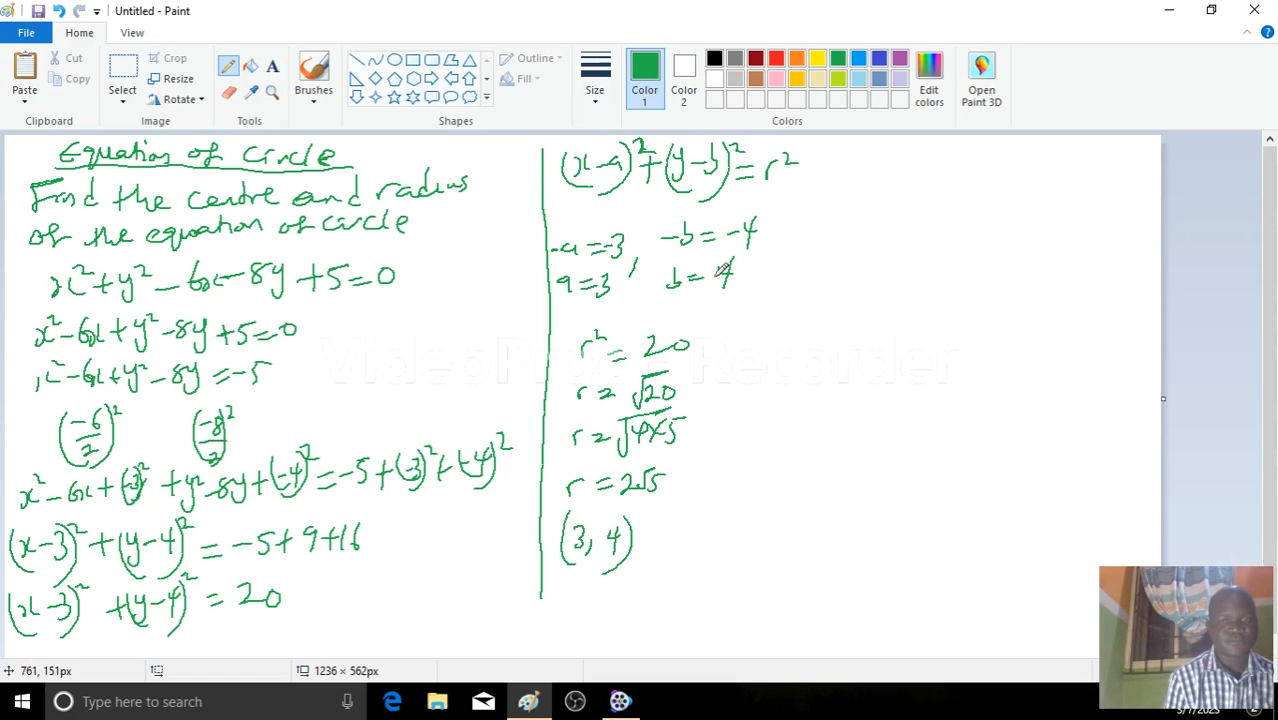 Untitled - Paint
File
Home
View
Paste
Cut
Copy
Clipboard
Select
Crop
Resize
Rotate
Image
A
Tools
Brushes
Outline
Fill
Shapes
Size
Color 1
Color 2
Edit colors
Colors
Open Paint 3D
Equation of circle
Find the centre and radius
of the equation of circle
x² + y² - 6x - 8y + 5 = 0
x² - 6x + y² - 8y + 5 = 0
x² - 6x + y² - 8y = -5
(-6/2)² (-8/2)²
x² - 6x + (-3)² + y² - 8y + (-4)² = -5 + (-3)² + (-4)²
(x-3)² + (y-4)² = -5 + 9 + 16
(x-3)² + (y-4)² = 20
(x-a)² + (y-b)² = r²
-a = -3 , -b = -4
a = 3 b = 4
r² = 20
r = √20
r = √4×5
r = 2√5
(3, 4)
761, 151px
1236 × 562px
Type here to search